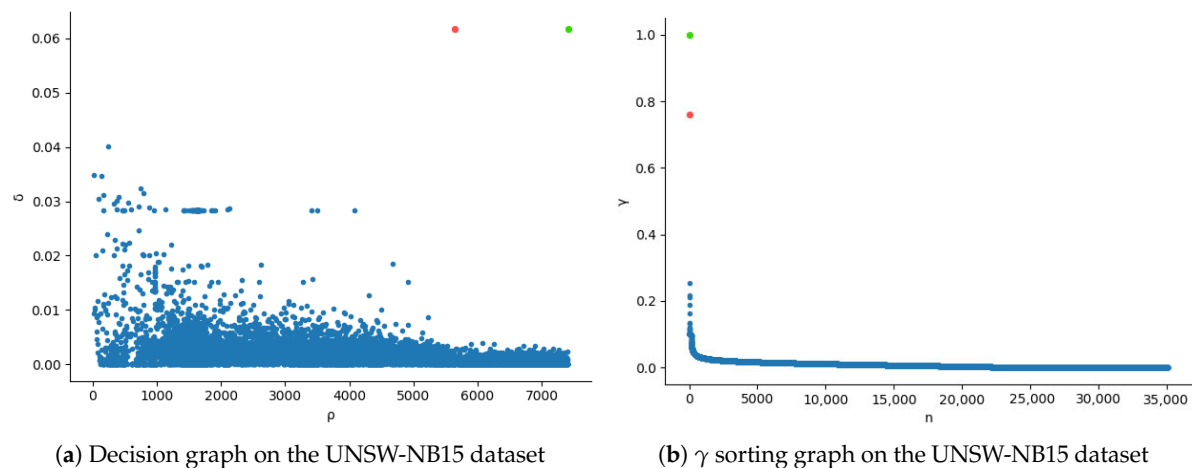 0.06
0.05
0.04
0.03
0.02
0.01
0.00
δ
0 1000 2000 3000 4000 5000 6000 7000
ρ
1.0
0.8
0.6
0.4
0.2
0.0
γ
0 5000 10,000 15,000 20,000 25,000 30,000 35,000
n
(a) Decision graph on the UNSW-NB15 dataset
(b) γ sorting graph on the UNSW-NB15 dataset